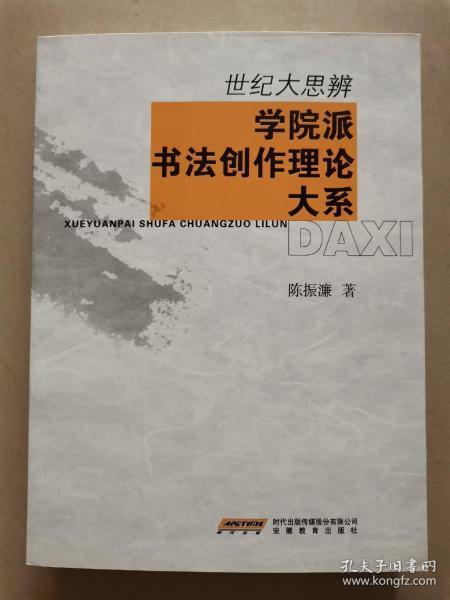 世纪大思辨
学院派
书法创作理论
大系
XUEYUANPAI SHUFA CHUANGZUO LILUN
DAXI
陈振濂 著
时代出版传媒股份有限公司
安徽教育出版社
孔夫子旧书网
www.kongfz.com